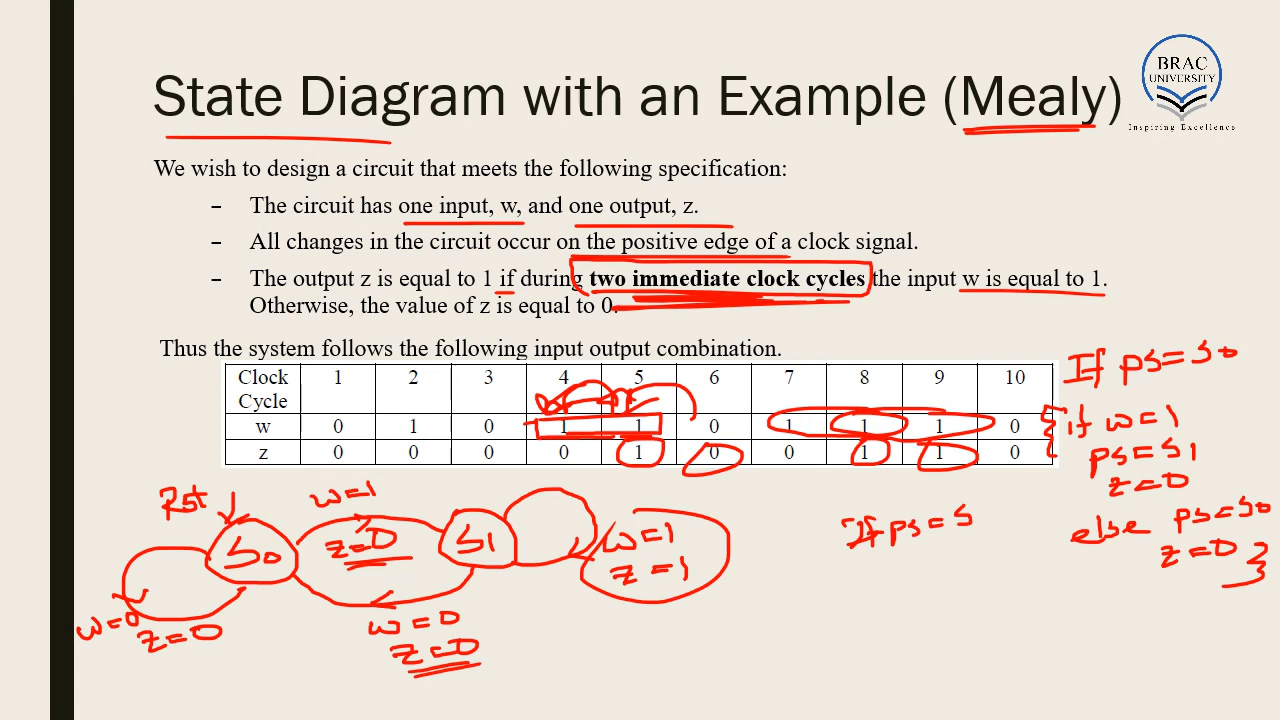 State Diagram with an Example (Mealy)
BRAC
UNIVERSITY
Inspiring Excellence
We wish to design a circuit that meets the following specification:
– The circuit has one input, w, and one output, z.
– All changes in the circuit occur on the positive edge of a clock signal.
– The output z is equal to 1 if during two immediate clock cycles the input w is equal to 1.
Otherwise, the value of z is equal to 0.
Thus the system follows the following input output combination.
Clock Cycle 1 2 3 4 5 6 7 8 9 10
w 0 1 0 1 1 0 1 1 1 0
z 0 0 0 0 1 0 0 1 1 0
If ps=S0
{ if w=1
ps=S1
z=0
else ps=S0
z=0 }
If ps=S
Rst
w=1
S0
z=0
S1
w=1
z=1
w=0
z=0
w=0
z=0